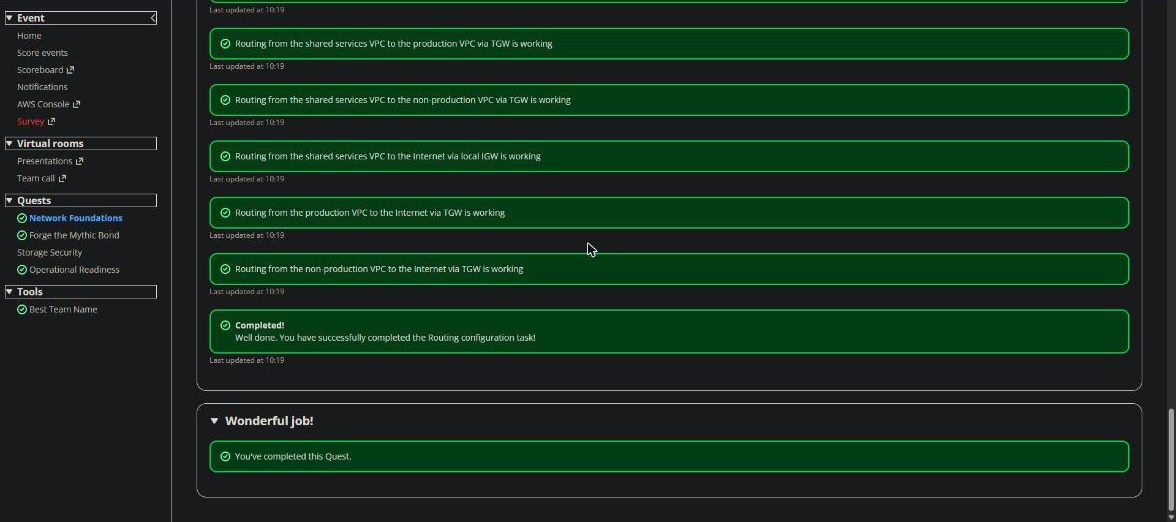 Event
Home
Score events
Scoreboard
Notifications
AWS Console
Survey
Virtual rooms
Presentations
Team call
Quests
Network Foundations
Forge the Mythic Bond
Storage Security
Operational Readiness
Tools
Best Team Name
Last updated at 10:19
Routing from the shared services VPC to the production VPC via TGW is working
Last updated at 10:19
Routing from the shared services VPC to the non-production VPC via TGW is working
Last updated at 10:19
Routing from the shared services VPC to the Internet via local IGW is working
Last updated at 10:19
Routing from the production VPC to the Internet via TGW is working
Last updated at 10:19
Routing from the non-production VPC to the Internet via TGW is working
Last updated at 10:19
Completed!
Well done. You have successfully completed the Routing configuration task!
Last updated at 10:19
Wonderful job!
You've completed this Quest.